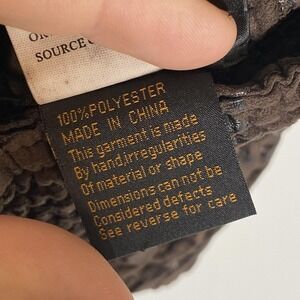 SOURCE
100%POLYESTER
MADE IN CHINA
This garment is made
By hand.irregularities
Of material or shape
Dimensions can not be
Considered defects
See reverse for care